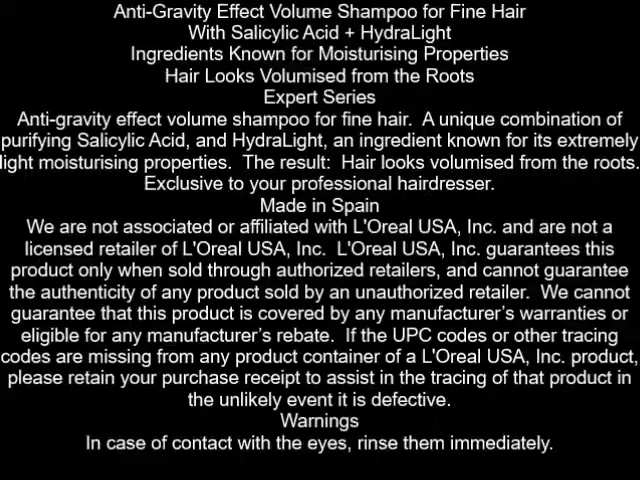 Anti-Gravity Effect Volume Shampoo for Fine Hair
With Salicylic Acid + HydraLight
Ingredients Known for Moisturising Properties
Hair Looks Volumised from the Roots
Expert Series
Anti-gravity effect volume shampoo for fine hair.  A unique combination of
purifying Salicylic Acid, and HydraLight, an ingredient known for its extremely
light moisturising properties.  The result:  Hair looks volumised from the roots.
Exclusive to your professional hairdresser.
Made in Spain
We are not associated or affiliated with L'Oreal USA, Inc. and are not a
licensed retailer of L'Oreal USA, Inc.  L'Oreal USA, Inc. guarantees this
product only when sold through authorized retailers, and cannot guarantee
the authenticity of any product sold by an unauthorized retailer.  We cannot
guarantee that this product is covered by any manufacturer’s warranties or
eligible for any manufacturer’s rebate.  If the UPC codes or other tracing
codes are missing from any product container of a L'Oreal USA, Inc. product,
please retain your purchase receipt to assist in the tracing of that product in
the unlikely event it is defective.
Warnings
In case of contact with the eyes, rinse them immediately.